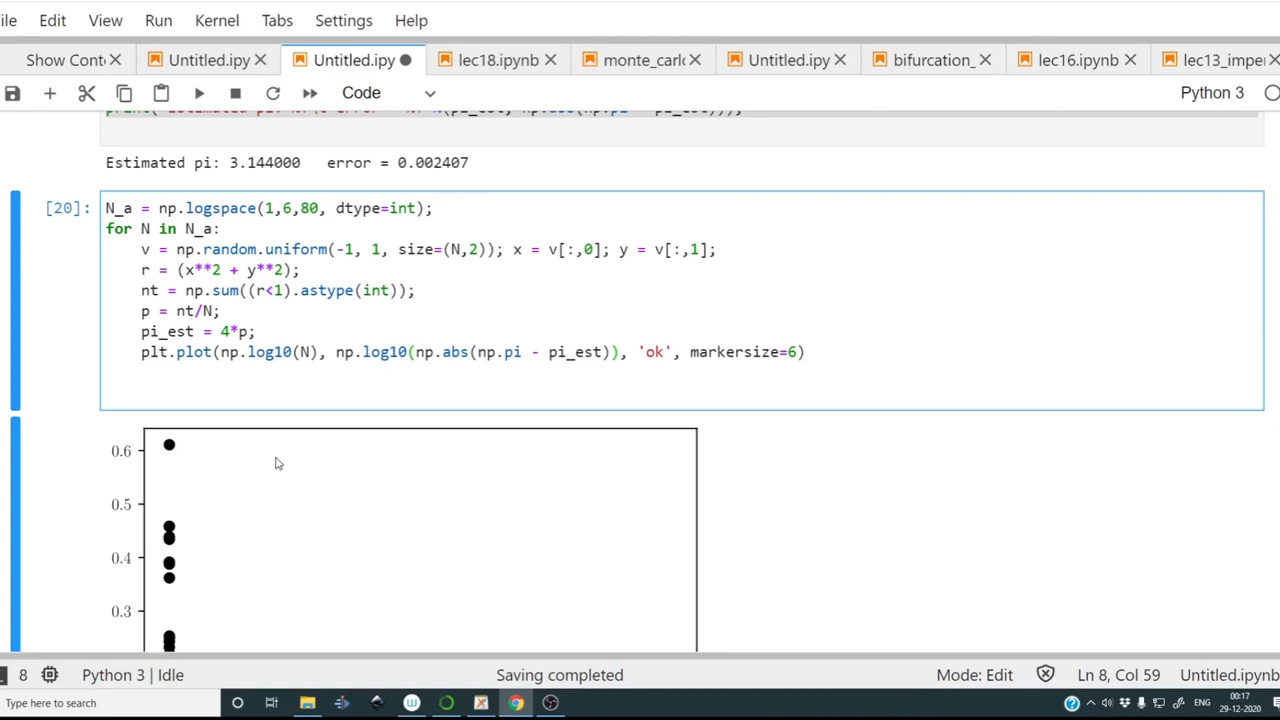 ile Edit View Run Kernel Tabs Settings Help
Show Cont Untitled.ipy Untitled.ipy lec18.ipynb monte_carlo Untitled.ipy bifurcation_ lec16.ipynb lec13_impe
Code Python 3
Estimated pi: 3.144000 error = 0.002407
[20]: N_a = np.logspace(1,6,80, dtype=int);
for N in N_a:
v = np.random.uniform(-1, 1, size=(N,2)); x = v[:,0]; y = v[:,1];
r = (x**2 + y**2);
nt = np.sum((r<1).astype(int));
p = nt/N;
pi_est = 4*p;
plt.plot(np.log10(N), np.log10(np.abs(np.pi - pi_est)), 'ok', markersize=6)
0.6
0.5
0.4
0.3
8 Python 3 | Idle Saving completed Mode: Edit Ln 8, Col 59 Untitled.ipynb
Type here to search ENG 00:17
29-12-2020